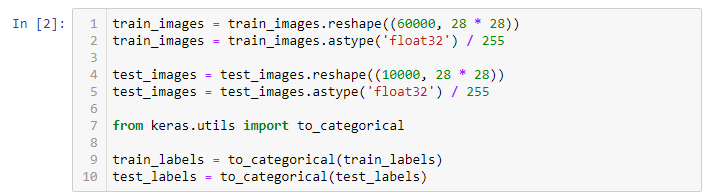 In [2]:
1 train_images = train_images.reshape((60000, 28 * 28))
2 train_images = train_images.astype('float32') / 255
3
4 test_images = test_images.reshape((10000, 28 * 28))
5 test_images = test_images.astype('float32') / 255
6
7 from keras.utils import to_categorical
8
9 train_labels = to_categorical(train_labels)
10 test_labels = to_categorical(test_labels)